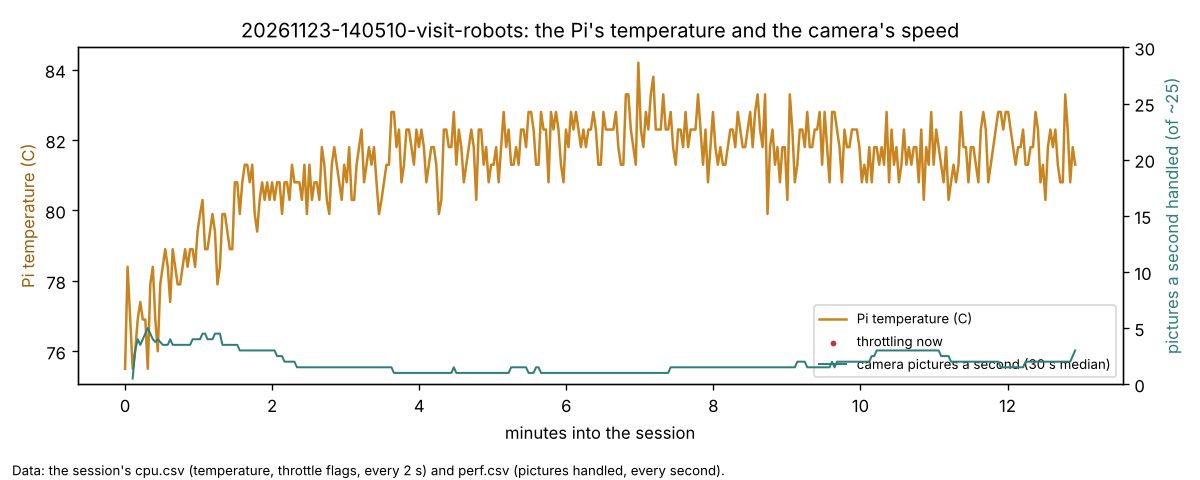 20261123-140510-visit-robots: the Pi's temperature and the camera's speed
Pi temperature (C)
84
82
80
78
76
30
25
20
15
10
5
0
pictures a second handled (of ~25)
Pi temperature (C)
throttling now
camera pictures a second (30 s median)
0
2
4
6
8
10
12
minutes into the session
Data: the session's cpu.csv (temperature, throttle flags, every 2 s) and perf.csv (pictures handled, every second).